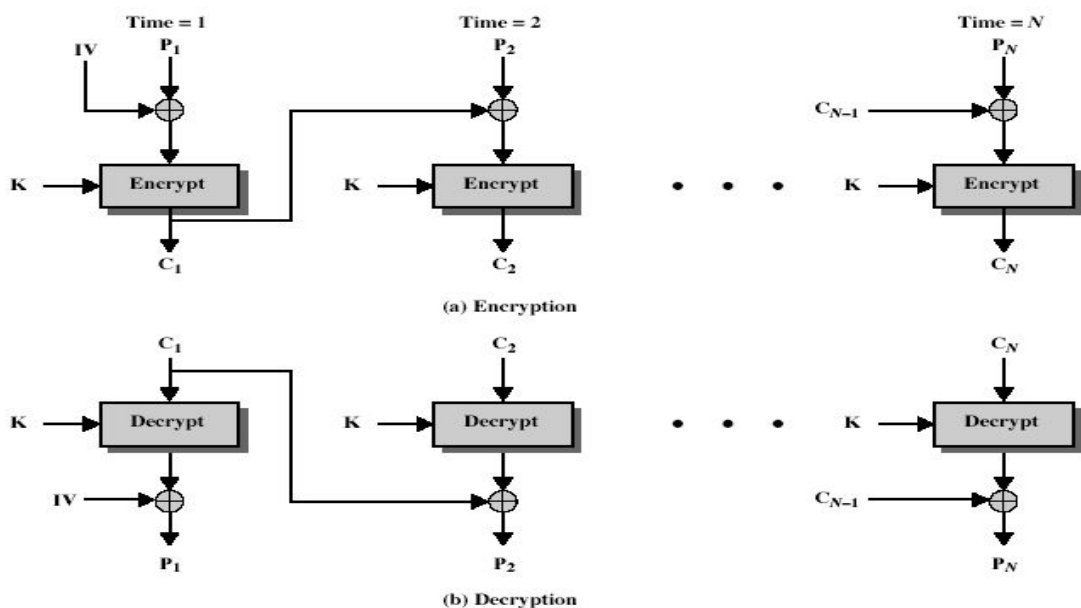 Time = 1 Time = 2 Time = N
IV P1 P2 PN
CN–1
K Encrypt K Encrypt • • • K Encrypt
C1 C2 CN
(a) Encryption
C1 C2 CN
K Decrypt K Decrypt • • • K Decrypt
IV CN–1
P1 P2 PN
(b) Decryption